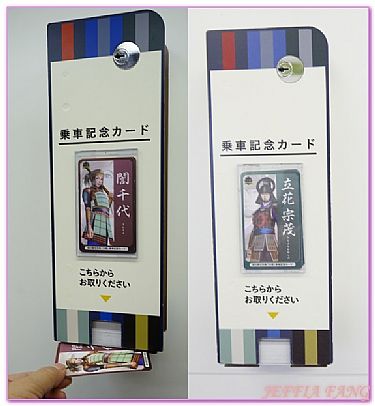 乗車記念カード
誾千代
こちらから
お取りください
乗車記念カード
立花宗茂
こちらから
お取りください
JEFFIA FANG